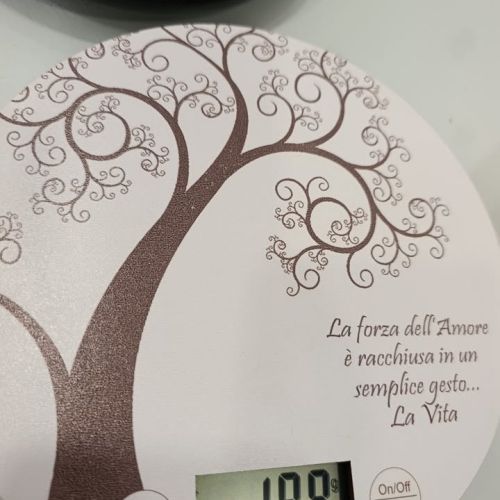 La forza dell'Amore
è racchiusa in un
semplice gesto...
La Vita
On/Off